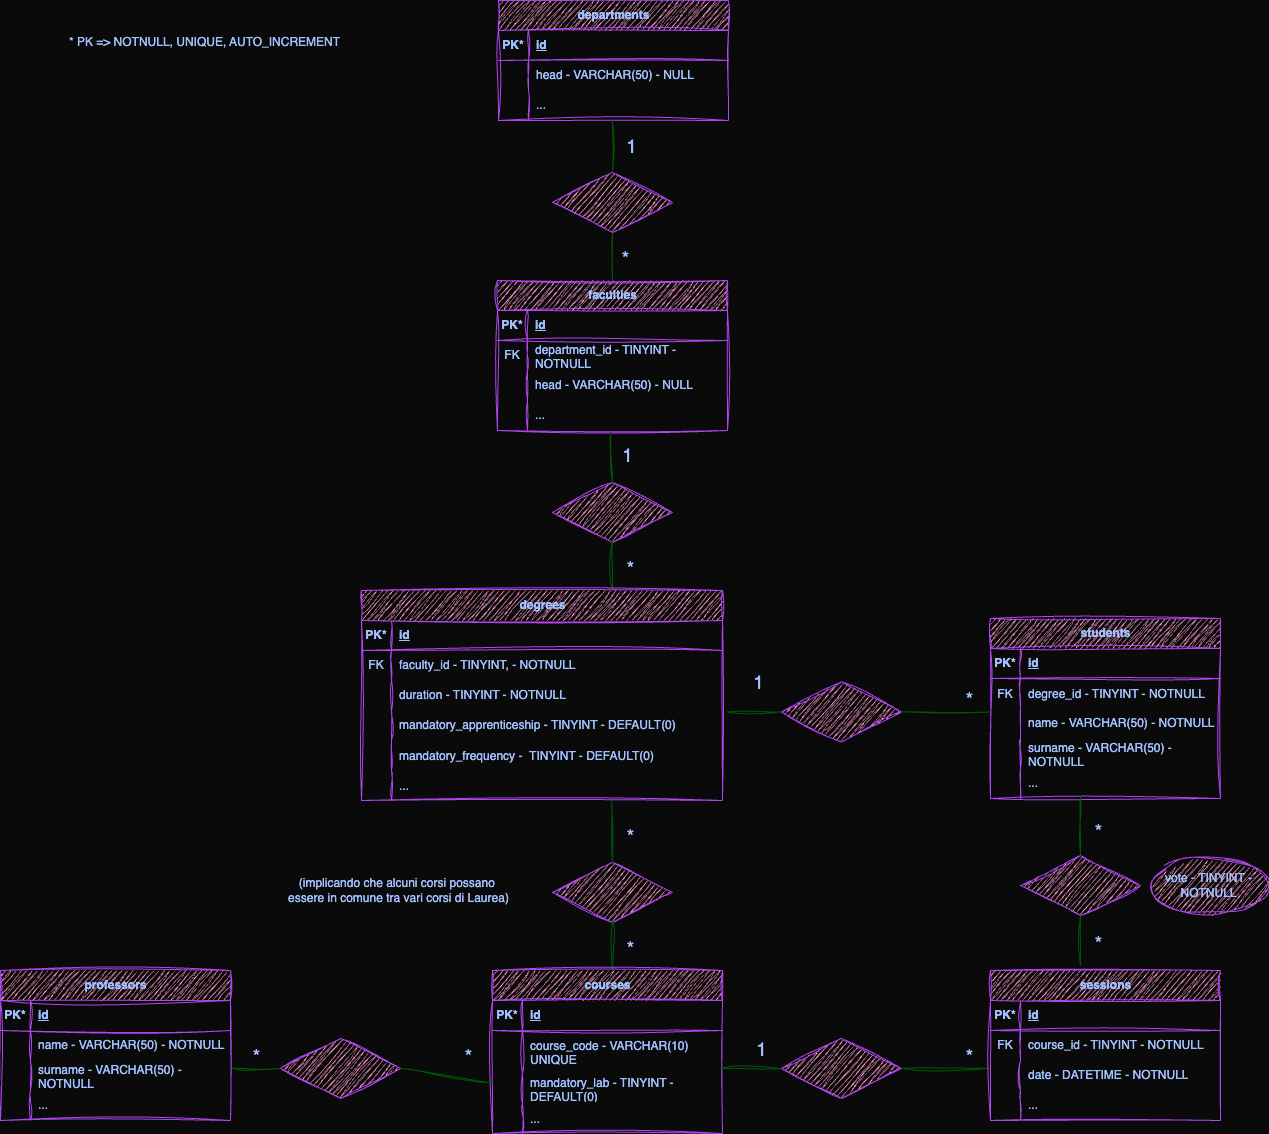 departments
* PK => NOTNULL, UNIQUE, AUTO_INCREMENT
PK*
id
head - VARCHAR(50) - NULL
...
1
*
faculties
PK*
id
FK
department_id - TINYINT -
NOTNULL
head - VARCHAR(50) - NULL
...
1
*
degrees
PK*
id
FK
faculty_id - TINYINT, - NOTNULL
duration - TINYINT - NOTNULL
mandatory_apprenticeship - TINYINT - DEFAULT(0)
mandatory_frequency -  TINYINT - DEFAULT(0)
...
1
*
students
PK*
id
FK
degree_id - TINYINT - NOTNULL
name - VARCHAR(50) - NOTNULL
surname - VARCHAR(50) -
NOTNULL
...
*
*
vote - TINYINT -
NOTNULL
*
(implicando che alcuni corsi possano
essere in comune tra vari corsi di Laurea)
*
professors
PK*
id
name - VARCHAR(50) - NOTNULL
surname - VARCHAR(50) -
NOTNULL
...
*
*
courses
PK*
id
course_code - VARCHAR(10)
UNIQUE
mandatory_lab - TINYINT -
DEFAULT(0)
...
1
*
sessions
PK*
id
FK
course_id - TINYINT - NOTNULL
date - DATETIME - NOTNULL
...